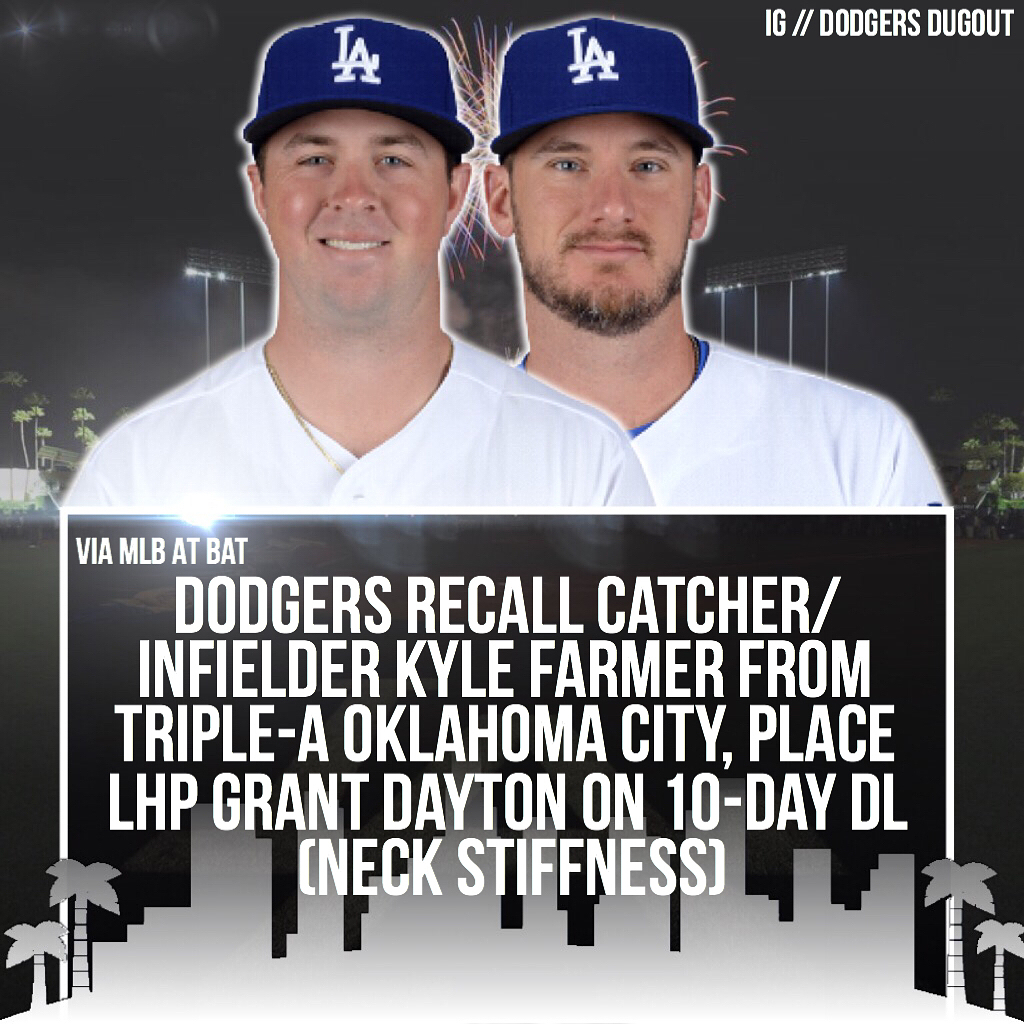 IG // DODGERS DUGOUT
LA
LA
VIA MLB AT BAT
DODGERS RECALL CATCHER/
INFIELDER KYLE FARMER FROM
TRIPLE-A OKLAHOMA CITY, PLACE
LHP GRANT DAYTON ON 10-DAY DL
(NECK STIFFNESS)